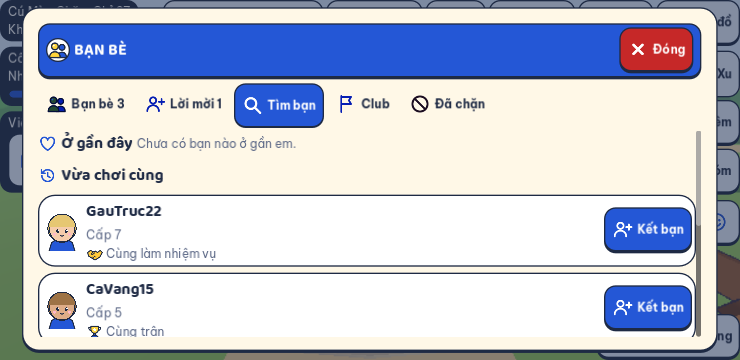 BẠN BÈ
Đóng
Bạn bè 3
Lời mời 1
Tìm bạn
Club
Đã chặn
Ở gần đây Chưa có bạn nào ở gần em.
Vừa chơi cùng
GauTruc22
Cấp 7
Cùng làm nhiệm vụ
Kết bạn
CaVang15
Cấp 5
Cùng trận
Kết bạn
Xu